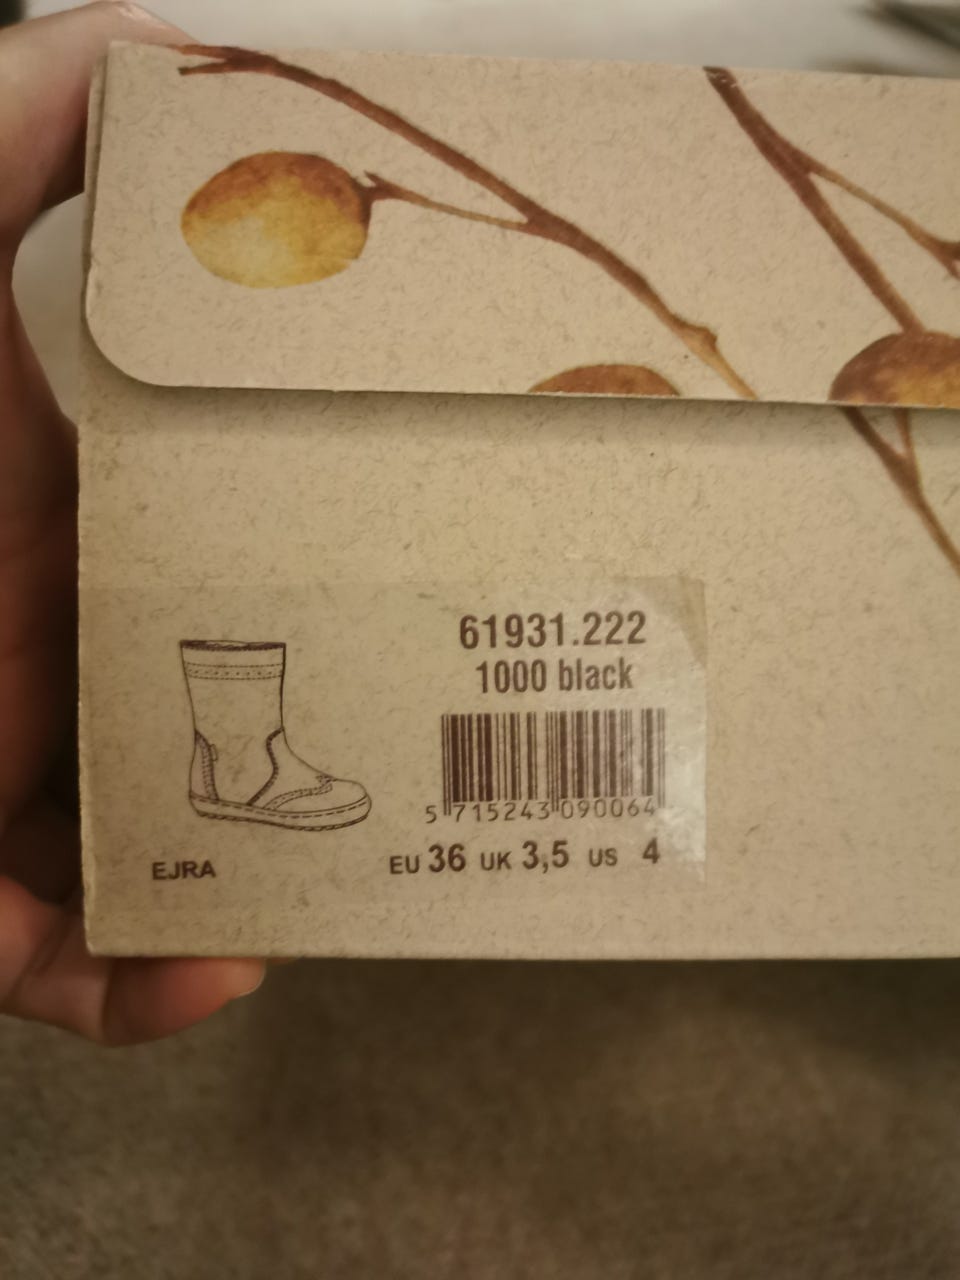 61931.222
1000 black
5 715243 090064
EJRA
EU 36 UK 3,5 US 4